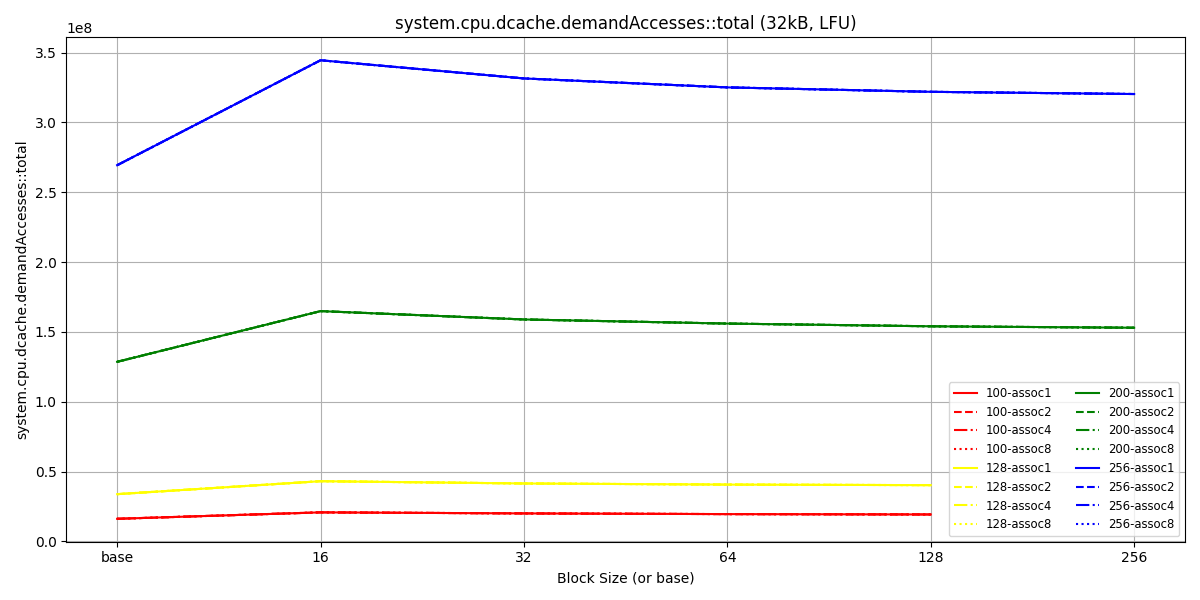 system.cpu.dcache.demandAccesses::total (32kB, LFU)
1e8
3.5
3.0
2.5
2.0
1.5
1.0
0.5
0.0
system.cpu.dcache.demandAccesses::total
base 16 32 64 128 256
Block Size (or base)
100-assoc1
100-assoc2
100-assoc4
100-assoc8
128-assoc1
128-assoc2
128-assoc4
128-assoc8
200-assoc1
200-assoc2
200-assoc4
200-assoc8
256-assoc1
256-assoc2
256-assoc4
256-assoc8